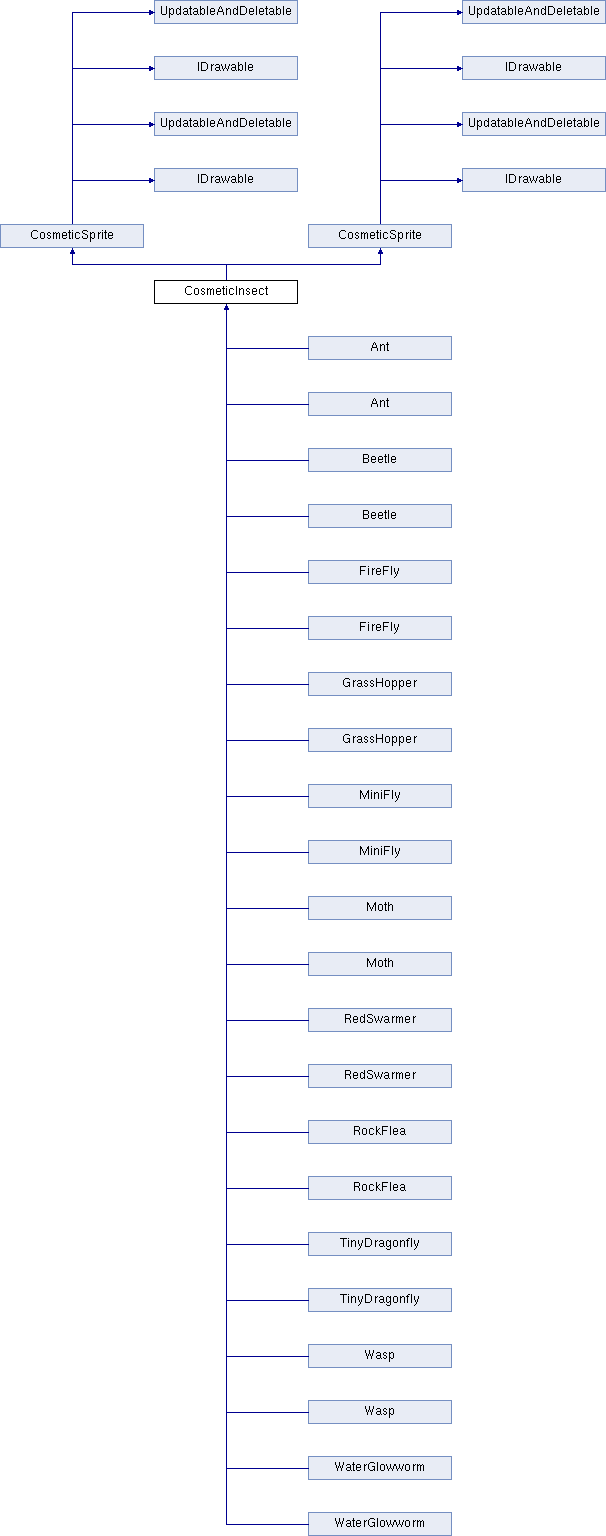 UpdatableAndDeletable UpdatableAndDeletable
IDrawable IDrawable
UpdatableAndDeletable UpdatableAndDeletable
IDrawable IDrawable
CosmeticSprite CosmeticSprite
CosmeticInsect
Ant
Ant
Beetle
Beetle
FireFly
FireFly
GrassHopper
GrassHopper
MiniFly
MiniFly
Moth
Moth
RedSwarmer
RedSwarmer
RockFlea
RockFlea
TinyDragonfly
TinyDragonfly
Wasp
Wasp
WaterGlowworm
WaterGlowworm